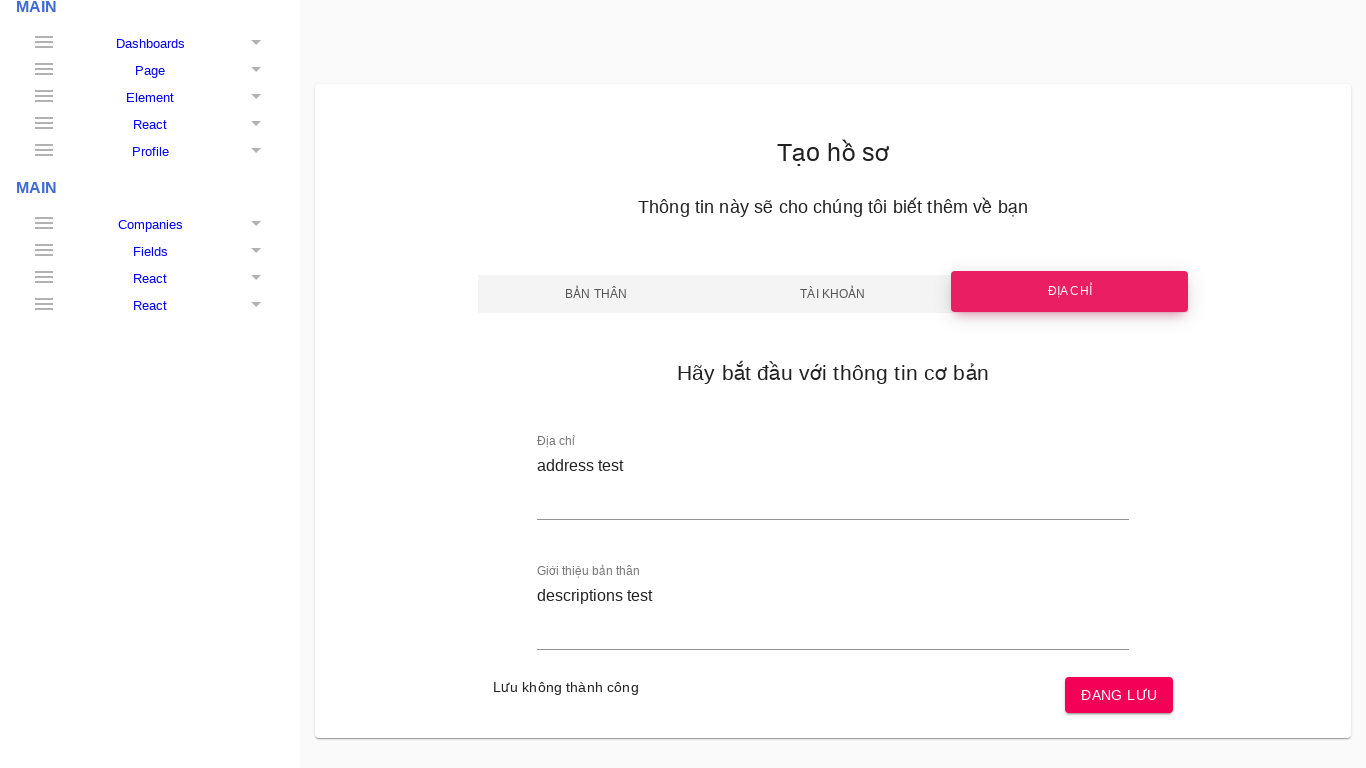 MAIN
Dashboards
Page
Element
React
Profile
MAIN
Companies
Fields
React
React
Tạo hồ sơ
Thông tin này sẽ cho chúng tôi biết thêm về bạn
BẢN THÂN
TÀI KHOẢN
ĐỊA CHỈ
Hãy bắt đầu với thông tin cơ bản
Địa chỉ
address test
Giới thiệu bản thân
descriptions test
Lưu không thành công
ĐANG LƯU